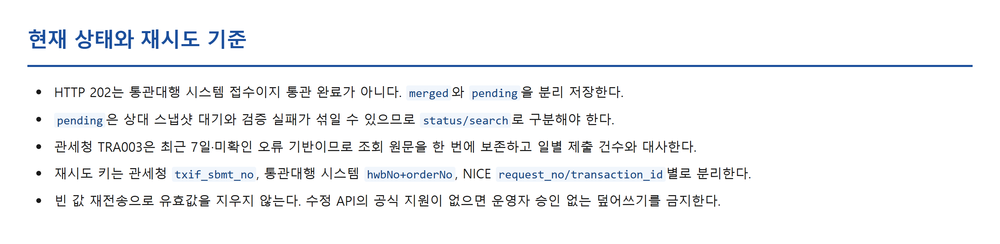 현재 상태와 재시도 기준
• HTTP 202는 통관대행 시스템 접수이지 통관 완료가 아니다. merged와 pending을 분리 저장한다.
• pending은 상대 스냅샷 대기와 검증 실패가 섞일 수 있으므로 status/search로 구분해야 한다.
• 관세청 TRA003은 최근 7일·미확인 오류 기반이므로 조회 원문을 한 번에 보존하고 일별 제출 건수와 대사한다.
• 재시도 키는 관세청 txif_sbmt_no, 통관대행 시스템 hwbNo+orderNo, NICE request_no/transaction_id별로 분리한다.
• 빈 값 재전송으로 유효값을 지우지 않는다. 수정 API의 공식 지원이 없으면 운영자 승인 없는 덮어쓰기를 금지한다.